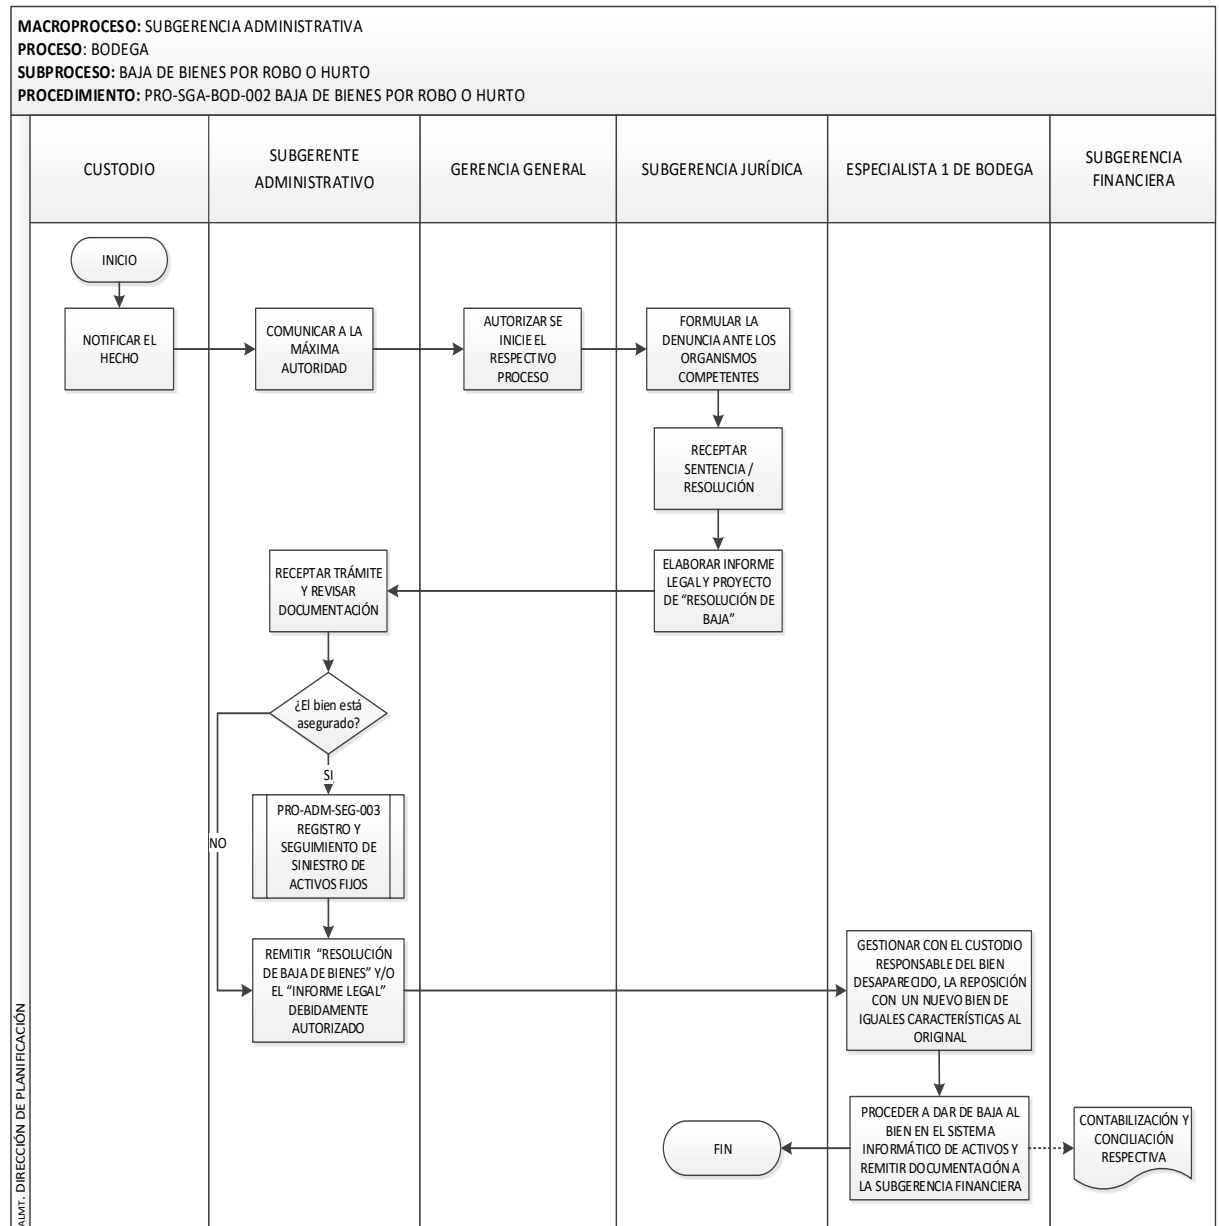 MACROPROCESO: SUBGERENCIA ADMINISTRATIVA
PROCESO: BODEGA
SUBPROCESO: BAJA DE BIENES POR ROBO O HURTO
PROCEDIMIENTO: PRO-SGA-BOD-002 BAJA DE BIENES POR ROBO O HURTO
CUSTODIO
SUBGERENTE
ADMINISTRATIVO
GERENCIA GENERAL
SUBGERENCIA JURÍDICA
ESPECIALISTA 1 DE BODEGA
SUBGERENCIA
FINANCIERA
INICIO
NOTIFICAR EL
HECHO
COMUNICAR A LA
MÁXIMA
AUTORIDAD
AUTORIZAR SE
INICIE EL
RESPECTIVO
PROCESO
FORMULAR LA
DENUNCIA ANTE LOS
ORGANISMOS
COMPETENTES
RECEPTAR
SENTENCIA /
RESOLUCIÓN
ELABORAR INFORME
LEGAL Y PROYECTO
DE “RESOLUCIÓN DE
BAJA”
RECEPTAR TRÁMITE
Y REVISAR
DOCUMENTACIÓN
¿El bien está
asegurado?
SI
NO
PRO-ADM-SEG-003
REGISTRO Y
SEGUIMIENTO DE
SINIESTRO DE
ACTIVOS FIJOS
REMITIR “RESOLUCIÓN
DE BAJA DE BIENES” Y/O
EL “INFORME LEGAL”
DEBIDAMENTE
AUTORIZADO
GESTIONAR CON EL CUSTODIO
RESPONSABLE DEL BIEN
DESAPARECIDO, LA REPOSICIÓN
CON UN NUEVO BIEN DE
IGUALES CARACTERÍSTICAS AL
ORIGINAL
PROCEDER A DAR DE BAJA AL
BIEN EN EL SISTEMA
INFORMÁTICO DE ACTIVOS Y
REMITIR DOCUMENTACIÓN A
LA SUBGERENCIA FINANCIERA
CONTABILIZACIÓN Y
CONCILIACIÓN
RESPECTIVA
FIN
ALMT. DIRECCIÓN DE PLANIFICACIÓN